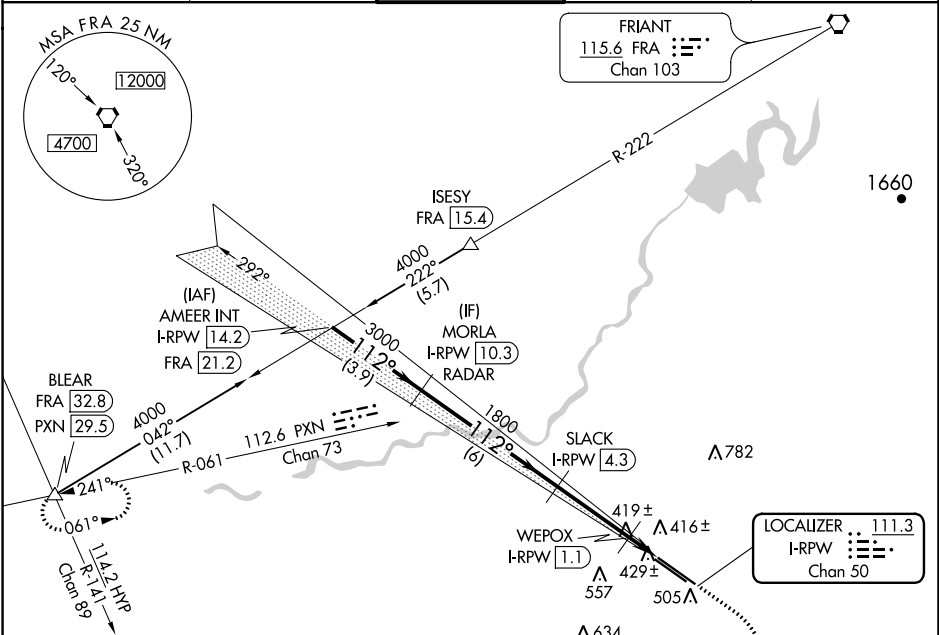 MSA FRA 25 NM
120°
12000
4700
320°
FRIANT
115.6 FRA
Chan 103
R-222
1660
ISESY
FRA 15.4
4000
222°
(5.7)
292°
(IAF)
AMEER INT
I-RPW 14.2
FRA 21.2
3000
112°
(3.9)
(IF)
MORLA
I-RPW 10.3
RADAR
BLEAR
FRA 32.8
PXN 29.5
4000
042°
(11.7)
112.6 PXN
Chan 73
R-061
1800
112°
(6)
SLACK
I-RPW 4.3
782
241°
061°
419±
416±
WEPOX
I-RPW 1.1
429±
557
505
LOCALIZER 111.3
I-RPW
Chan 50
114.2 HYP
R-141
Chan 89
634